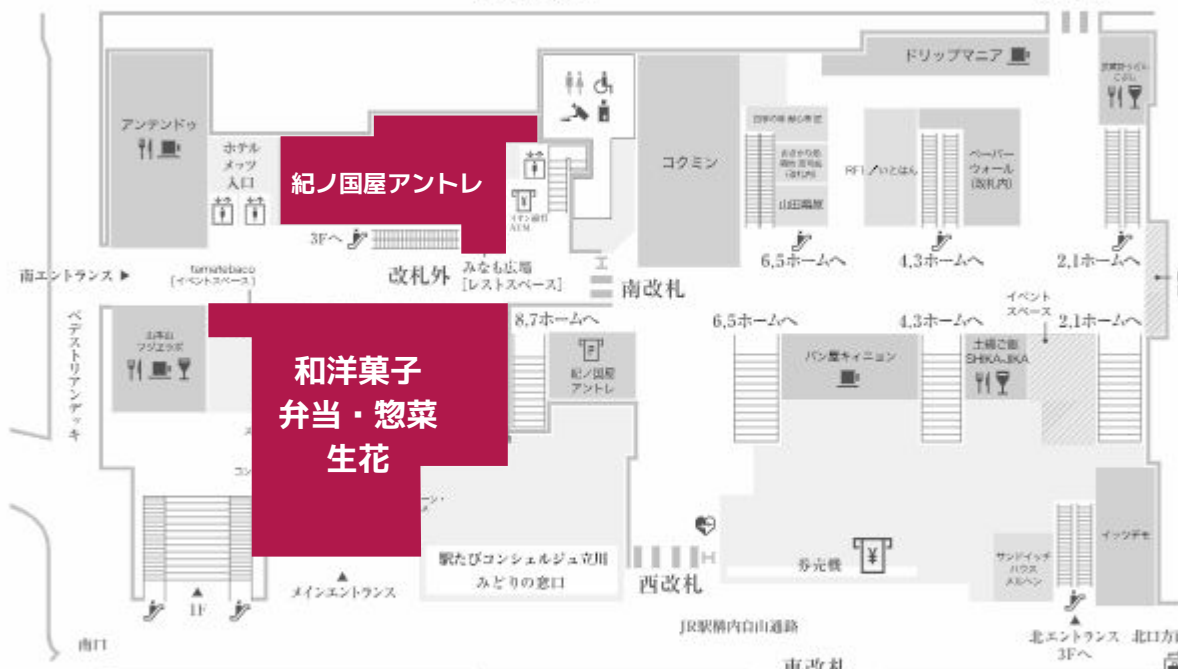 ドリップマニア
アンテンドゥ
ホテル
メッツ
入口
紀ノ国屋アントレ
コクミン
山田鶏原
RF1/いとはん
ペーパー
ウォール
(改札内)
ATM
3Fへ
6,5ホームへ
4,3ホームへ
2,1ホームへ
南エントランス
tamatebaco
[イベントスペース]
改札外
みなも広場
[レストスペース]
南改札
イベント
スペース
8,7ホームへ
6,5ホームへ
4,3ホームへ
2,1ホームへ
ペデストリアンデッキ
和洋菓子
弁当・惣菜
生花
紀ノ国屋
アントレ
パン屋キィニョン
SHIKAJIKA
駅たびコンシェルジュ立川
みどりの窓口
西改札
券売機
サンドイッチ
ハウス
メルヘン
イッツデモ
1F
メインエントランス
南口
JR駅構内自由通路
北エントランス
3Fへ
北口方
東改札